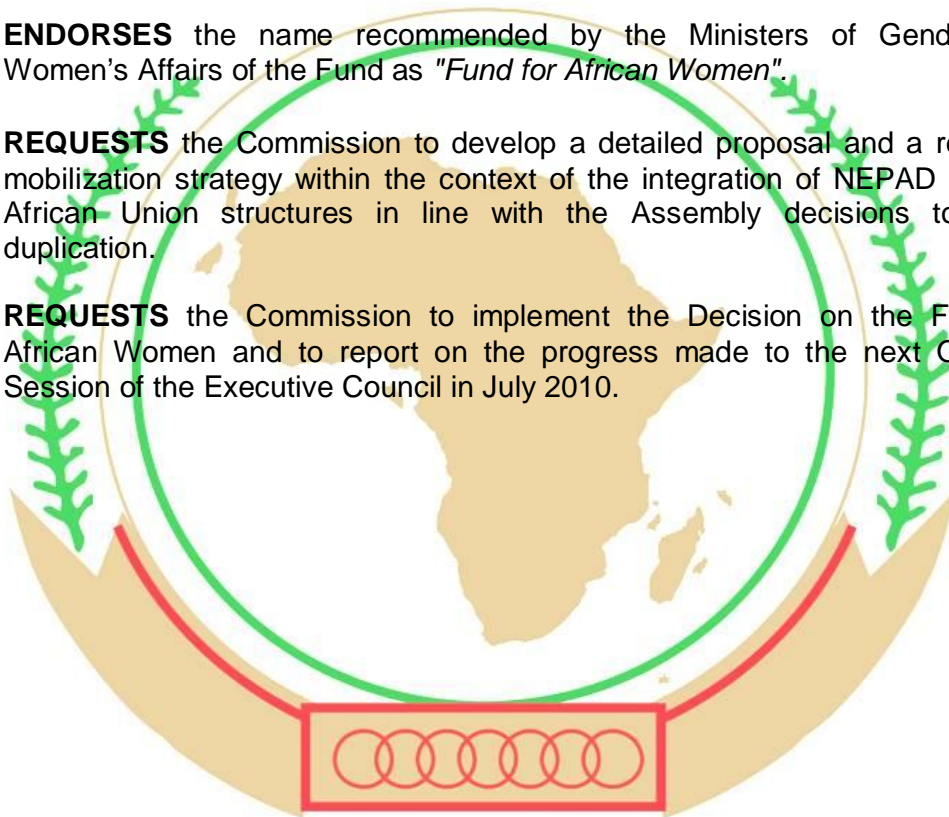 ENDORSES the name recommended by the Ministers of Gend
Women's Affairs of the Fund as "Fund for African Women".
REQUESTS the Commission to develop a detailed proposal and a re
mobilization strategy within the context of the integration of NEPAD
African Union structures in line with the Assembly decisions to
duplication.
REQUESTS the Commission to implement the Decision on the F
African Women and to report on the progress made to the next O
Session of the Executive Council in July 2010.